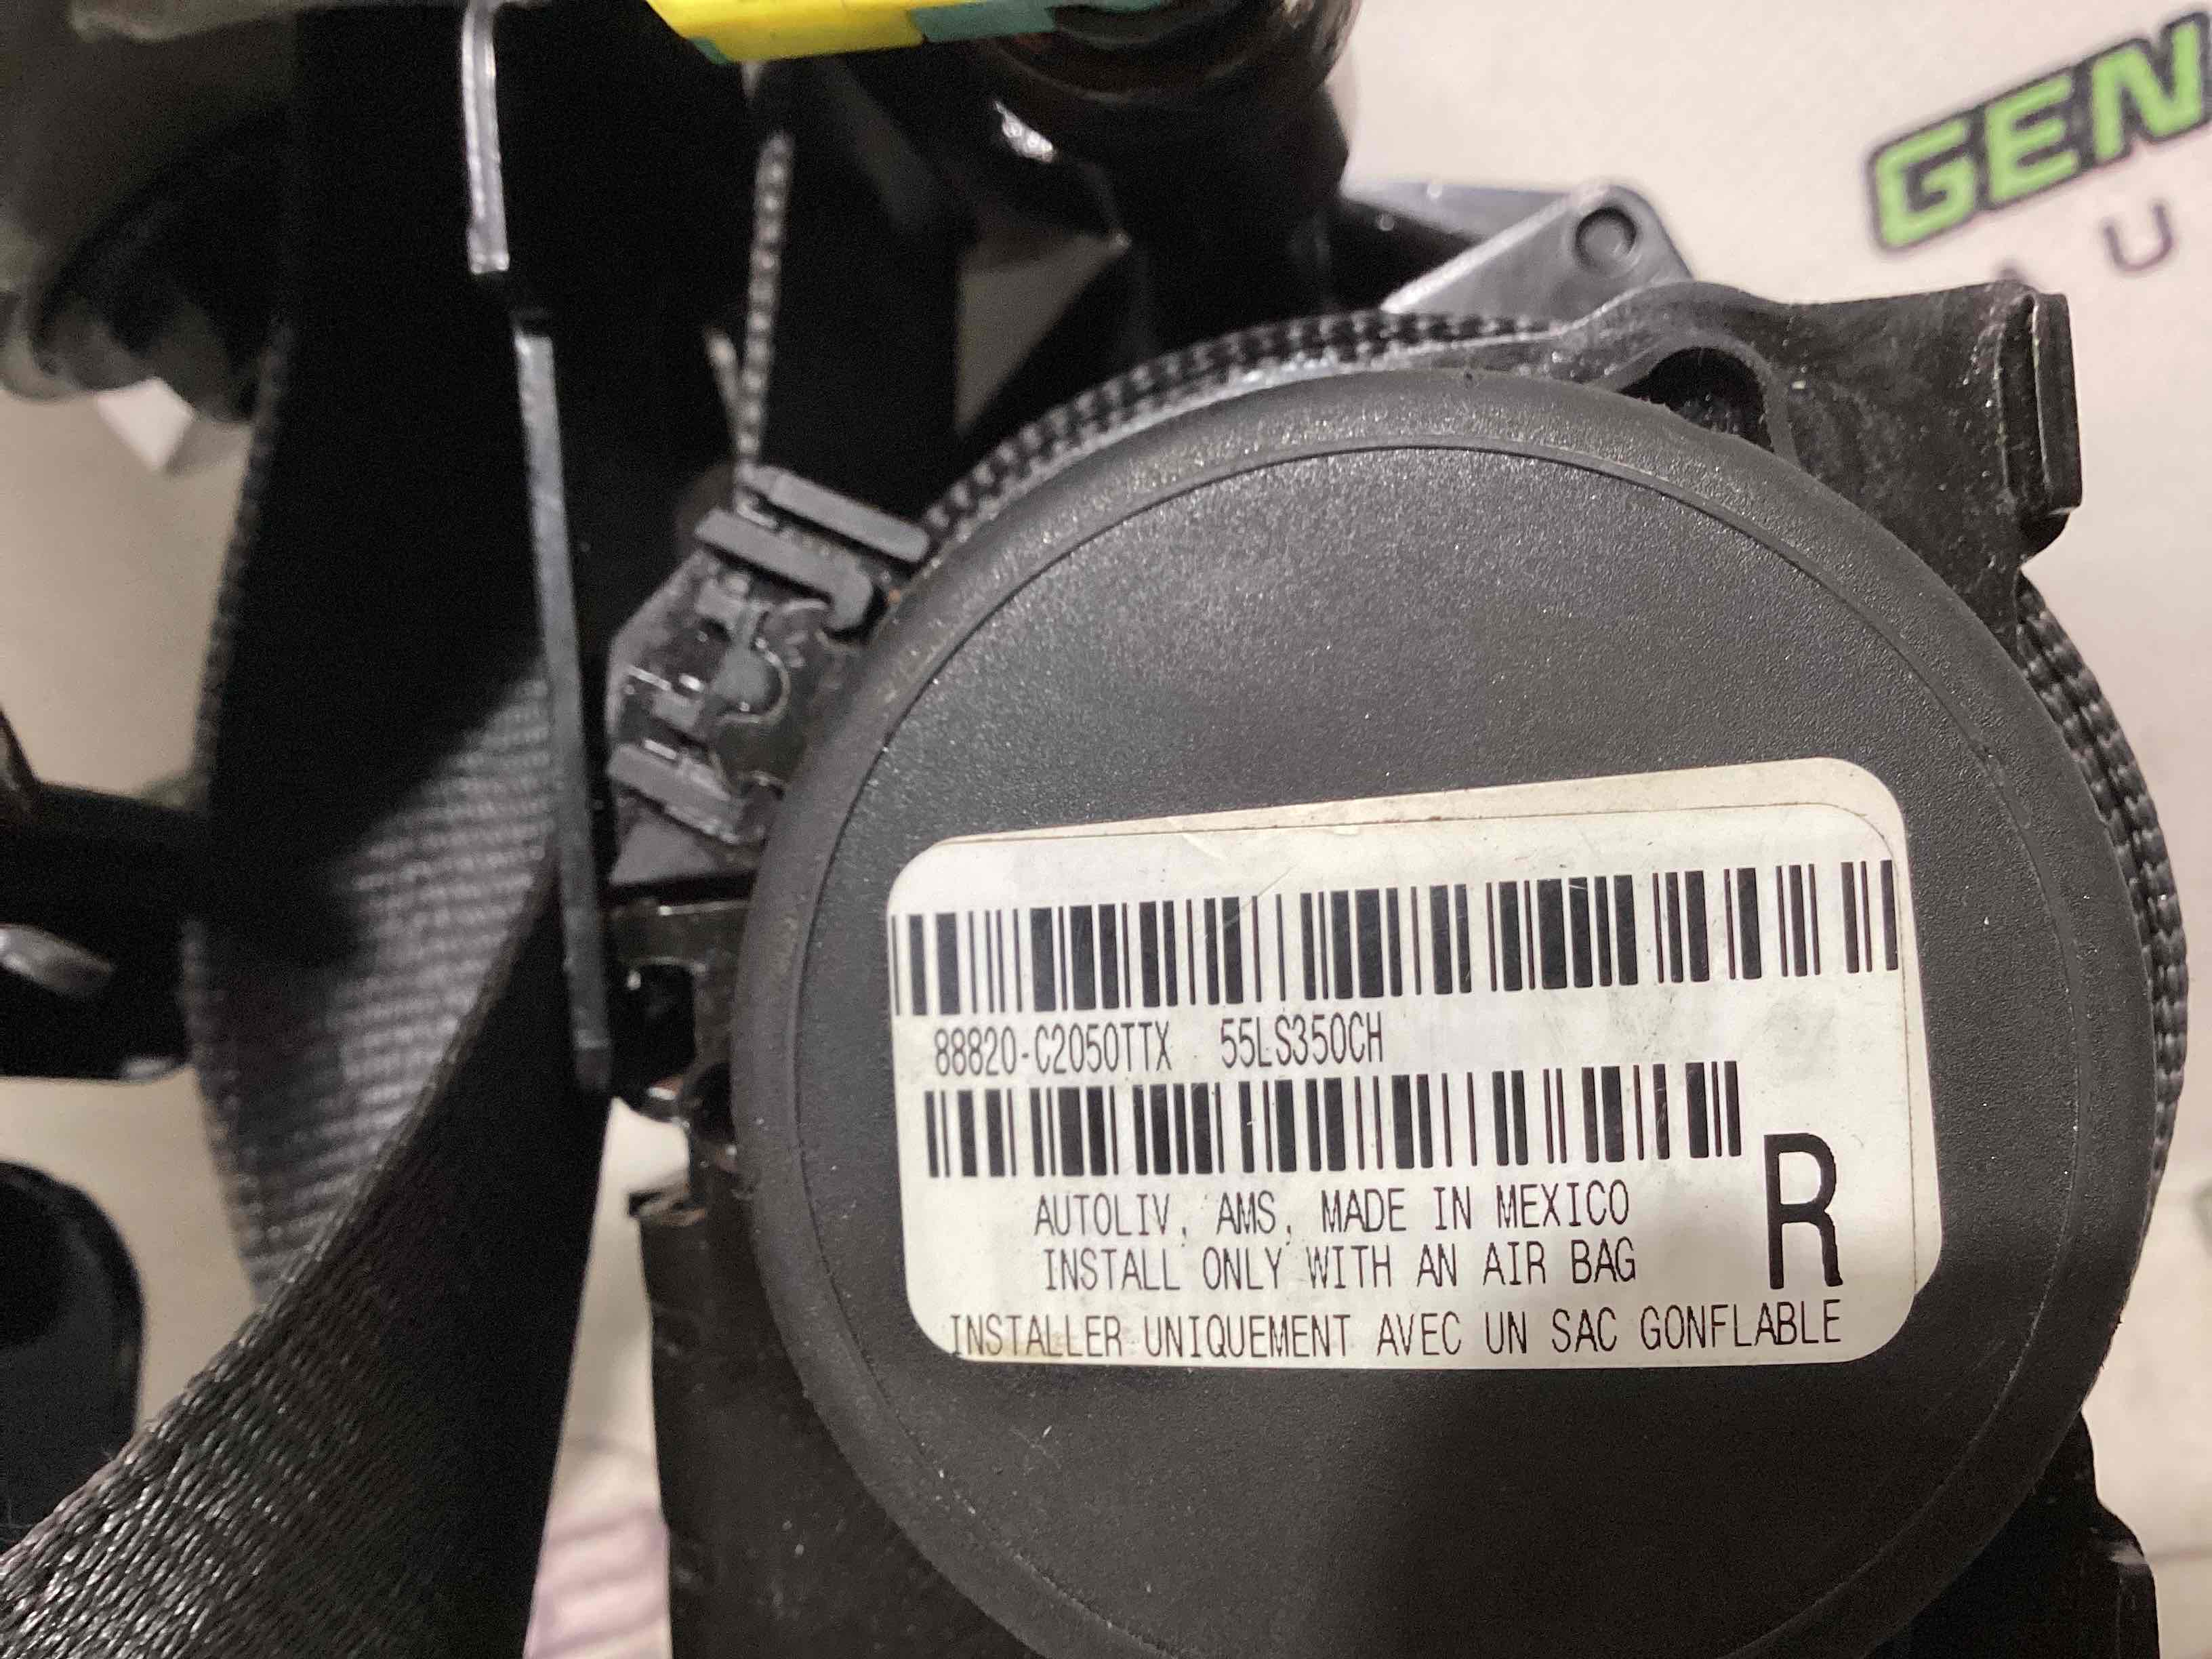 GEN
AU
88820-C2050TTX 55LS350CH
AUTOLIV, AMS, MADE IN MEXICO
R
INSTALL ONLY WITH AN AIR BAG
INSTALLER UNIQUEMENT AVEC UN SAC GONFLABLE